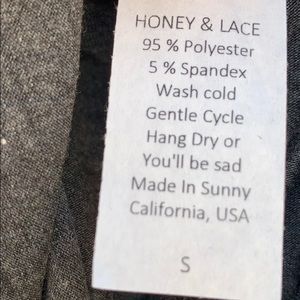 HONEY & LACE
95 % Polyester
5 % Spandex
Wash cold
Gentle Cycle
Hang Dry or
You'll be sad
Made In Sunny
California, USA
S